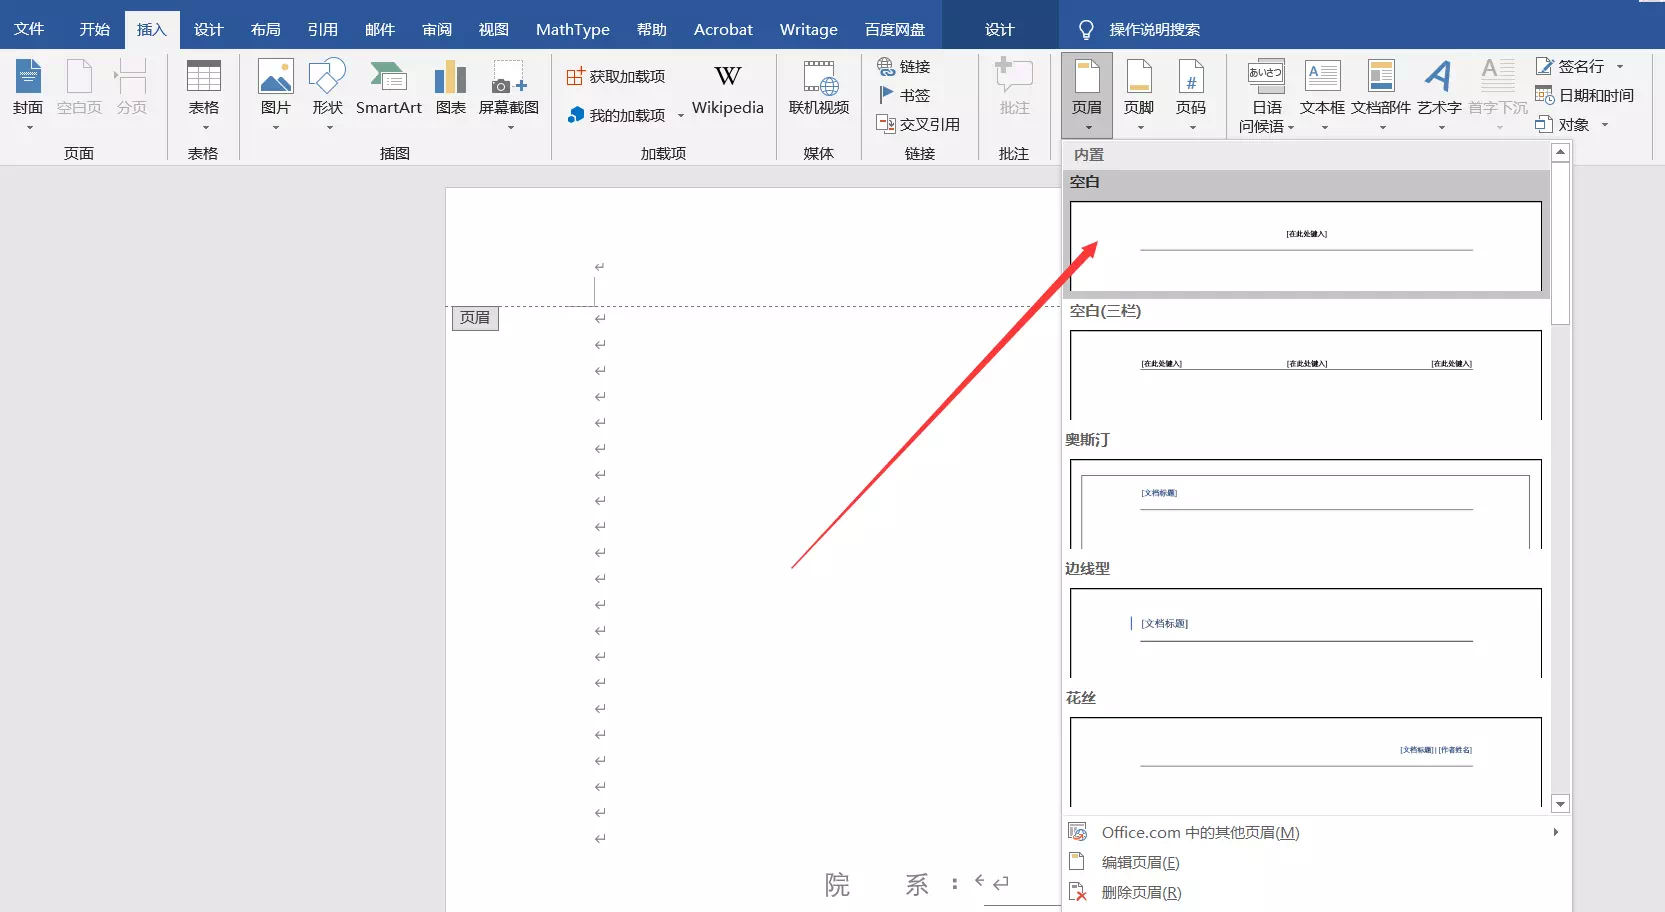 文件 开始 插入 设计 布局 引用 邮件 审阅 视图 MathType 帮助 Acrobat Writage 百度网盘 设计 操作说明搜索
封面 空白页 分页
页面
表格
表格
图片 形状 SmartArt 图表 屏幕截图
插图
获取加载项
我的加载项
Wikipedia
加载项
联机视频
媒体
链接
书签
交叉引用
链接
批注
批注
页眉 页脚 页码
#
あいさつ
日语
问候语
文本框 文档部件 艺术字 首字下沉
签名行
日期和时间
对象
内置
空白
[在此处键入]
空白(三栏)
[在此处键入] [在此处键入] [在此处键入]
奥斯汀
[文档标题]
边线型
[文档标题]
花丝
[文档标题] | [作者姓名]
Office.com 中的其他页眉(M)
编辑页眉(E)
删除页眉(R)
页眉
院 系：